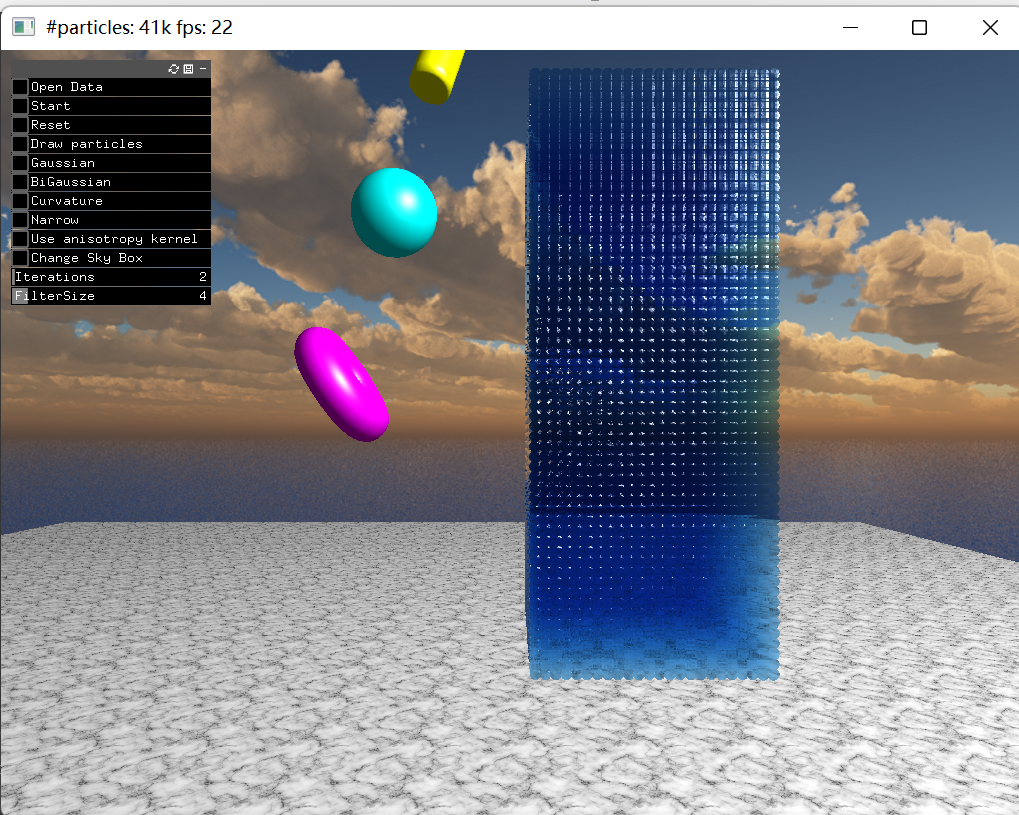 #particles: 41k fps: 22
Open Data
Start
Reset
Draw particles
Gaussian
BiGaussian
Curvature
Narrow
Use anisotropy kernel
Change Sky Box
Iterations 2
FilterSize 4